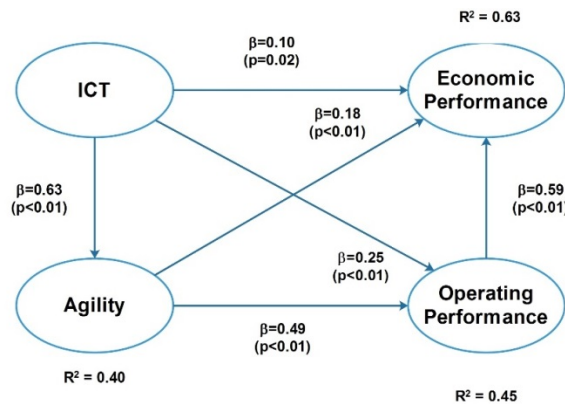 R² = 0.63
β=0.10
(p=0.02)
ICT
Economic
Performance
β=0.18
(p<0.01)
β=0.63
(p<0.01)
β=0.59
(p<0.01)
β=0.25
(p<0.01)
Agility
Operating
Performance
β=0.49
(p<0.01)
R² = 0.40
R² = 0.45